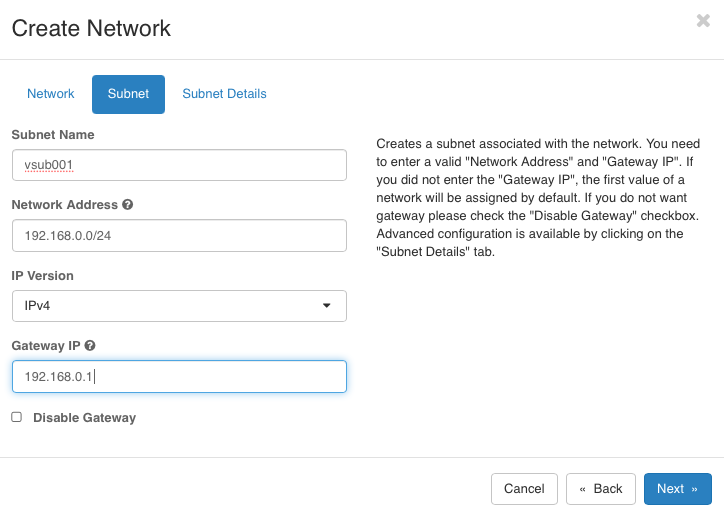 Create Network
✖
Network Subnet Subnet Details
Subnet Name
vsub001
Network Address ?
192.168.0.0/24
IP Version
IPv4
Gateway IP ?
192.168.0.1
Disable Gateway
Creates a subnet associated with the network. You need
to enter a valid "Network Address" and "Gateway IP". If
you did not enter the "Gateway IP", the first value of a
network will be assigned by default. If you do not want
gateway please check the "Disable Gateway" checkbox.
Advanced configuration is available by clicking on the
"Subnet Details" tab.
Cancel « Back Next »